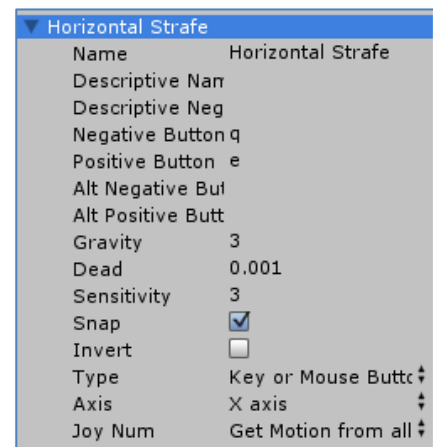 Horizontal Strafe
Name Horizontal Strafe
Descriptive Nam
Descriptive Neg
Negative Button q
Positive Button e
Alt Negative But
Alt Positive Butt
Gravity 3
Dead 0.001
Sensitivity 3
Snap
Invert
Type Key or Mouse Buttc
Axis X axis
Joy Num Get Motion from all